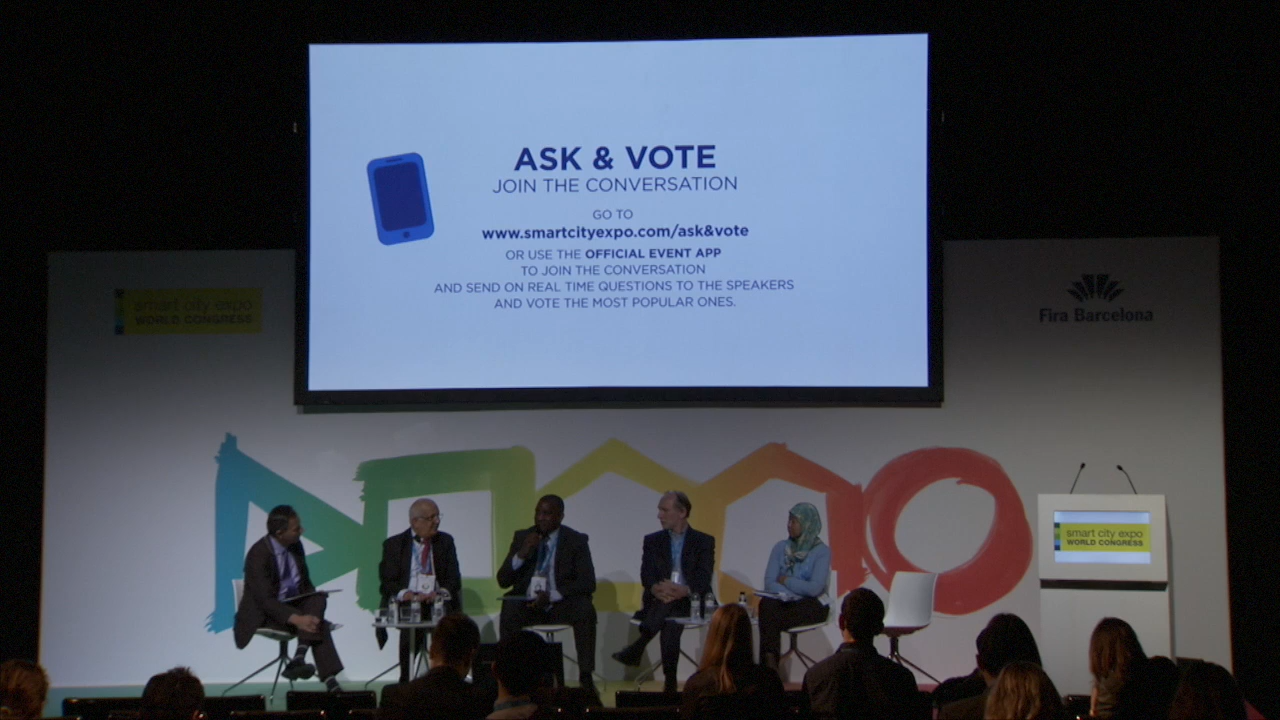 ASK & VOTE
JOIN THE CONVERSATION
GO TO
www.smartcityexpo.com/ask&vote
OR USE THE OFFICIAL EVENT APP
TO JOIN THE CONVERSATION
AND SEND ON REAL TIME QUESTIONS TO THE SPEAKERS
AND VOTE THE MOST POPULAR ONES.
smart city expo
WORLD CONGRESS
Fira Barcelona
smart city expo
WORLD CONGRESS